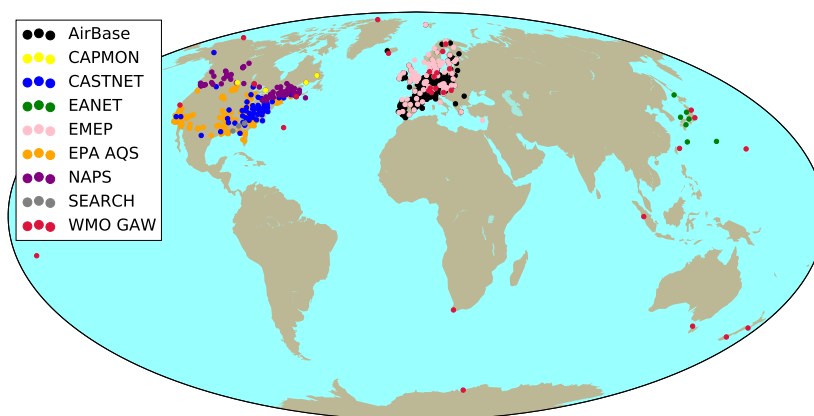 AirBase
CAPMON
CASTNET
EANET
EMEP
EPA AQS
NAPS
SEARCH
WMO GAW